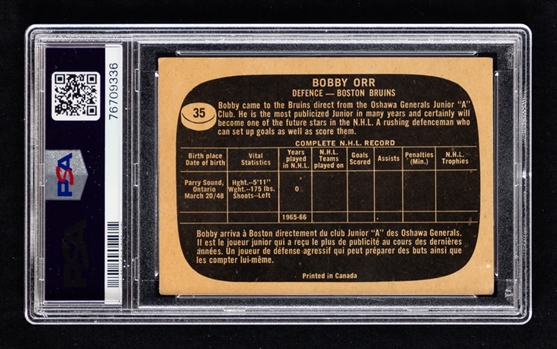 76709336
PSA
PSA
35
BOBBY ORR
DEFENCE — BOSTON BRUINS
Bobby came to the Bruins direct from the Oshawa Generals Junior "A"
Club. He is the most publicized Junior in many years and certainly will
become one of the future stars in the N.H.L. A rushing defenceman who
can set up goals as well as score them.
COMPLETE N.H.L. RECORD
Birth place Date of birth | Vital Statistics | Years played in N.H.L. | N.H.L. Teams played on | Goals Scored | Assists | Penalties (Min.) | N.H.L. Trophies
Parry Sound, Hght.—5'11" 0
Ontario Wght.—175 lbs.
March 20/48 Shoots—Left
1965-66
Bobby arriva à Boston directement du club Junior "A" des Oshawa Generals.
Il est le joueur junior qui a reçu le plus de publicité au cours des dernières
années. Un joueur de défense agressif qui peut préparer des buts ainsi que
les compter lui-même.
Printed in Canada